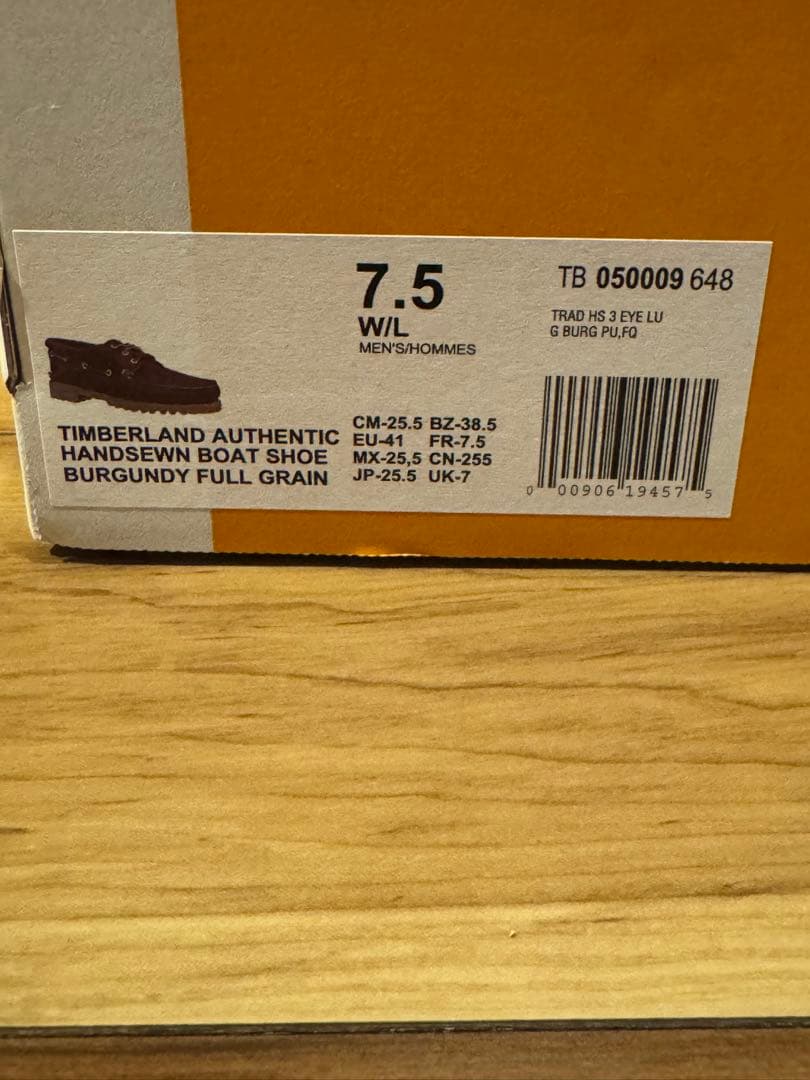 7.5
W/L
MEN'S/HOMMES
TB 050009 648
TRAD HS 3 EYE LU
G BURG PU,FQ
TIMBERLAND AUTHENTIC
HANDSEWN BOAT SHOE
BURGUNDY FULL GRAIN
CM-25.5 BZ-38.5
EU-41 FR-7.5
MX-25,5 CN-255
JP-25.5 UK-7
0 00906 19457 5